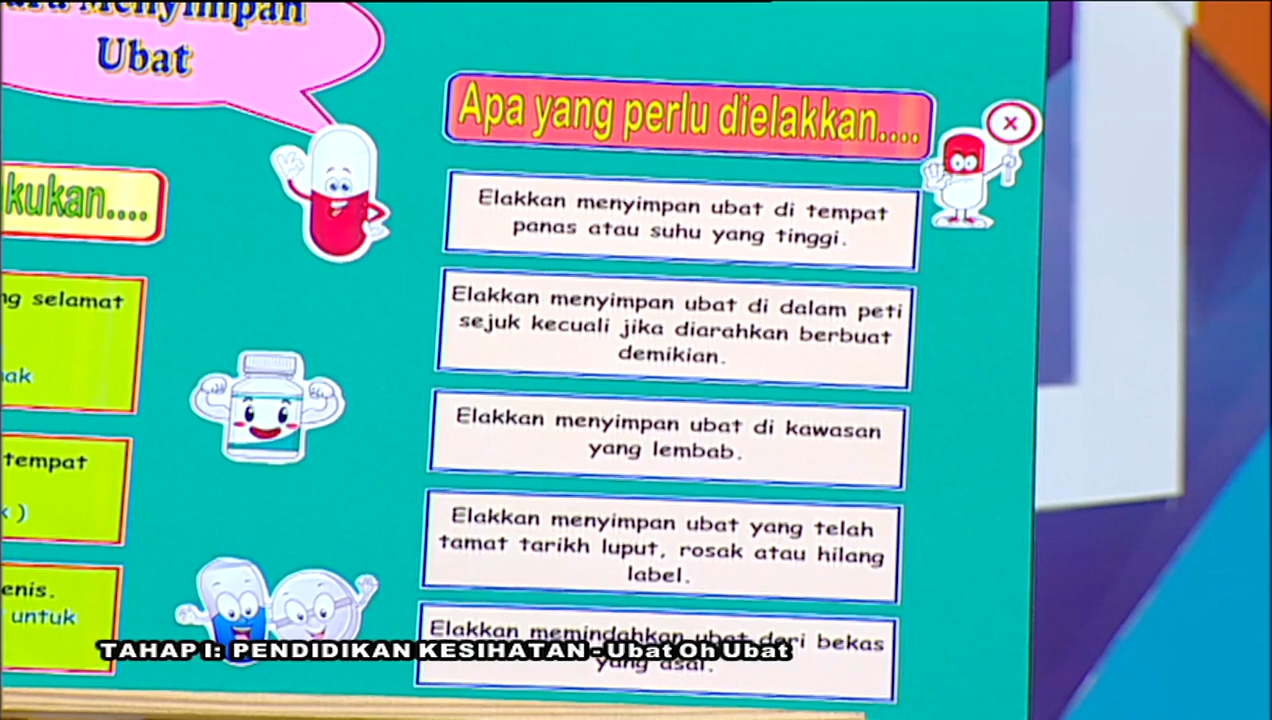 Menyimpan
Ubat
kukan....
selamat
tempat
)
untuk
Apa yang perlu dielakkan....
x
Elakkan menyimpan ubat di tempat
panas atau suhu yang tinggi.
Elakkan menyimpan ubat di dalam peti
sejuk kecuali jika diarahkan berbuat
demikian.
Elakkan menyimpan ubat di kawasan
yang lembab.
Elakkan menyimpan ubat yang telah
tamat tarikh luput, rosak atau hilang
label.
Elakkan memindahkan ubat dari bekas
yang asal.
TAHAP I: PENDIDIKAN KESIHATAN - Ubat Oh Ubat